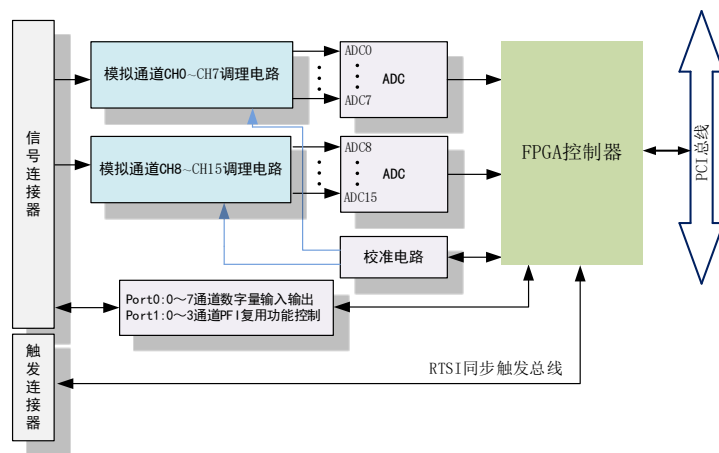 信号连接器
触发连接器
模拟通道CH0~CH7调理电路
ADC0
ADC7
ADC
模拟通道CH8~CH15调理电路
ADC8
ADC15
ADC
校准电路
Port0:0～7通道数字量输入输出
Port1:0～3通道PFI复用功能控制
FPGA控制器
PCI总线
RTSI同步触发总线